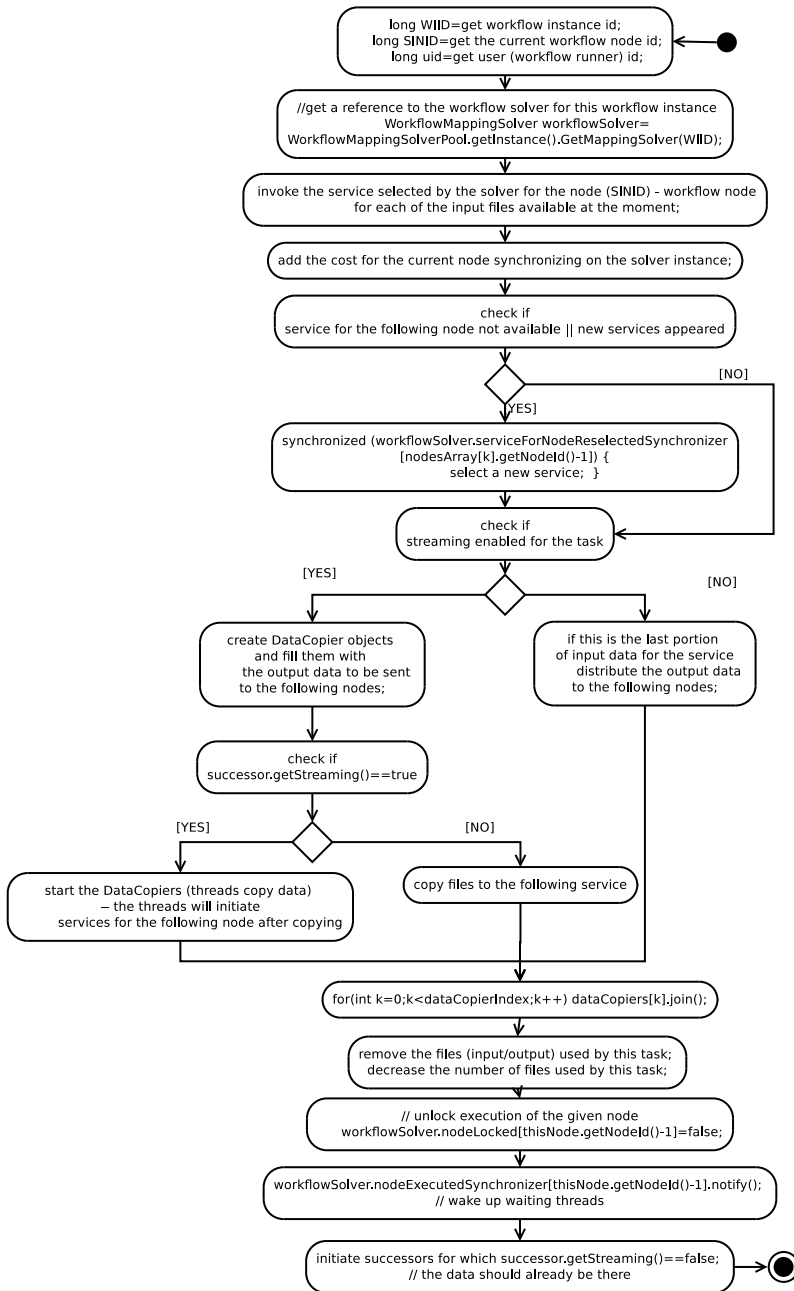 long WIID=get workflow instance id;
long SINID=get the current workflow node id;
long uid=get user (workflow runner) id;
//get a reference to the workflow solver for this workflow instance
WorkflowMappingSolver workflowSolver=
WorkflowMappingSolverPool.getInstance().GetMappingSolver(WIID);
invoke the service selected by the solver for the node (SINID) - workflow node
for each of the input files available at the moment;
add the cost for the current node synchronizing on the solver instance;
check if
service for the following node not available || new services appeared
[NO]
[YES]
synchronized (workflowSolver.serviceForNodeReselectedSynchronizer
[nodesArray[k].getNodeId()-1]) {
select a new service;  }
check if
streaming enabled for the task
[YES]
[NO]
create DataCopier objects
and fill them with
the output data to be sent
to the following nodes;
if this is the last portion
of input data for the service
distribute the output data
to the following nodes;
check if
successor.getStreaming()==true
[YES]
[NO]
start the DataCopiers (threads copy data)
– the threads will initiate
services for the following node after copying
copy files to the following service
for(int k=0;k<dataCopierIndex;k++) dataCopiers[k].join();
remove the files (input/output) used by this task;
decrease the number of files used by this task;
// unlock execution of the given node
workflowSolver.nodeLocked[thisNode.getNodeId()-1]=false;
workflowSolver.nodeExecutedSynchronizer[thisNode.getNodeId()-1].notify();
// wake up waiting threads
initiate successors for which successor.getStreaming()==false;
// the data should already be there